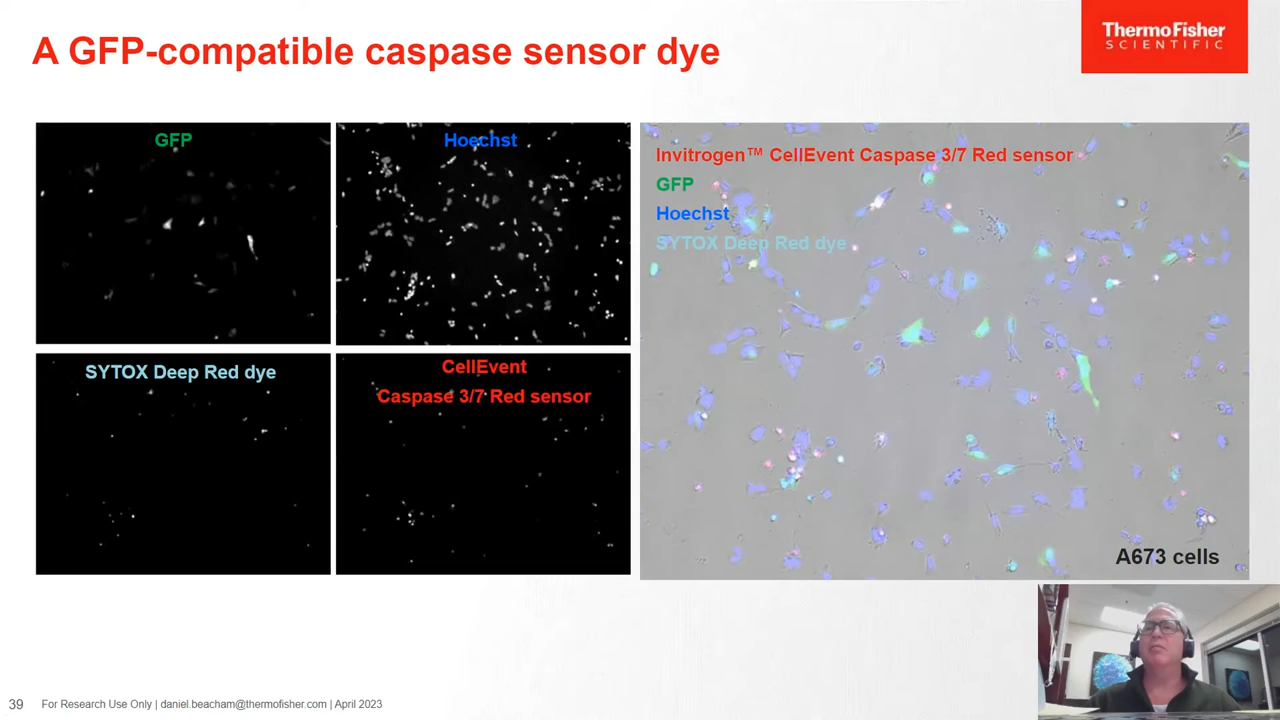 A GFP-compatible caspase sensor dye
ThermoFisher
SCIENTIFIC
GFP
Hoechst
SYTOX Deep Red dye
CellEvent
Caspase 3/7 Red sensor
Invitrogen™ CellEvent Caspase 3/7 Red sensor
GFP
Hoechst
SYTOX Deep Red dye
A673 cells
39 For Research Use Only | daniel.beacham@thermofisher.com | April 2023